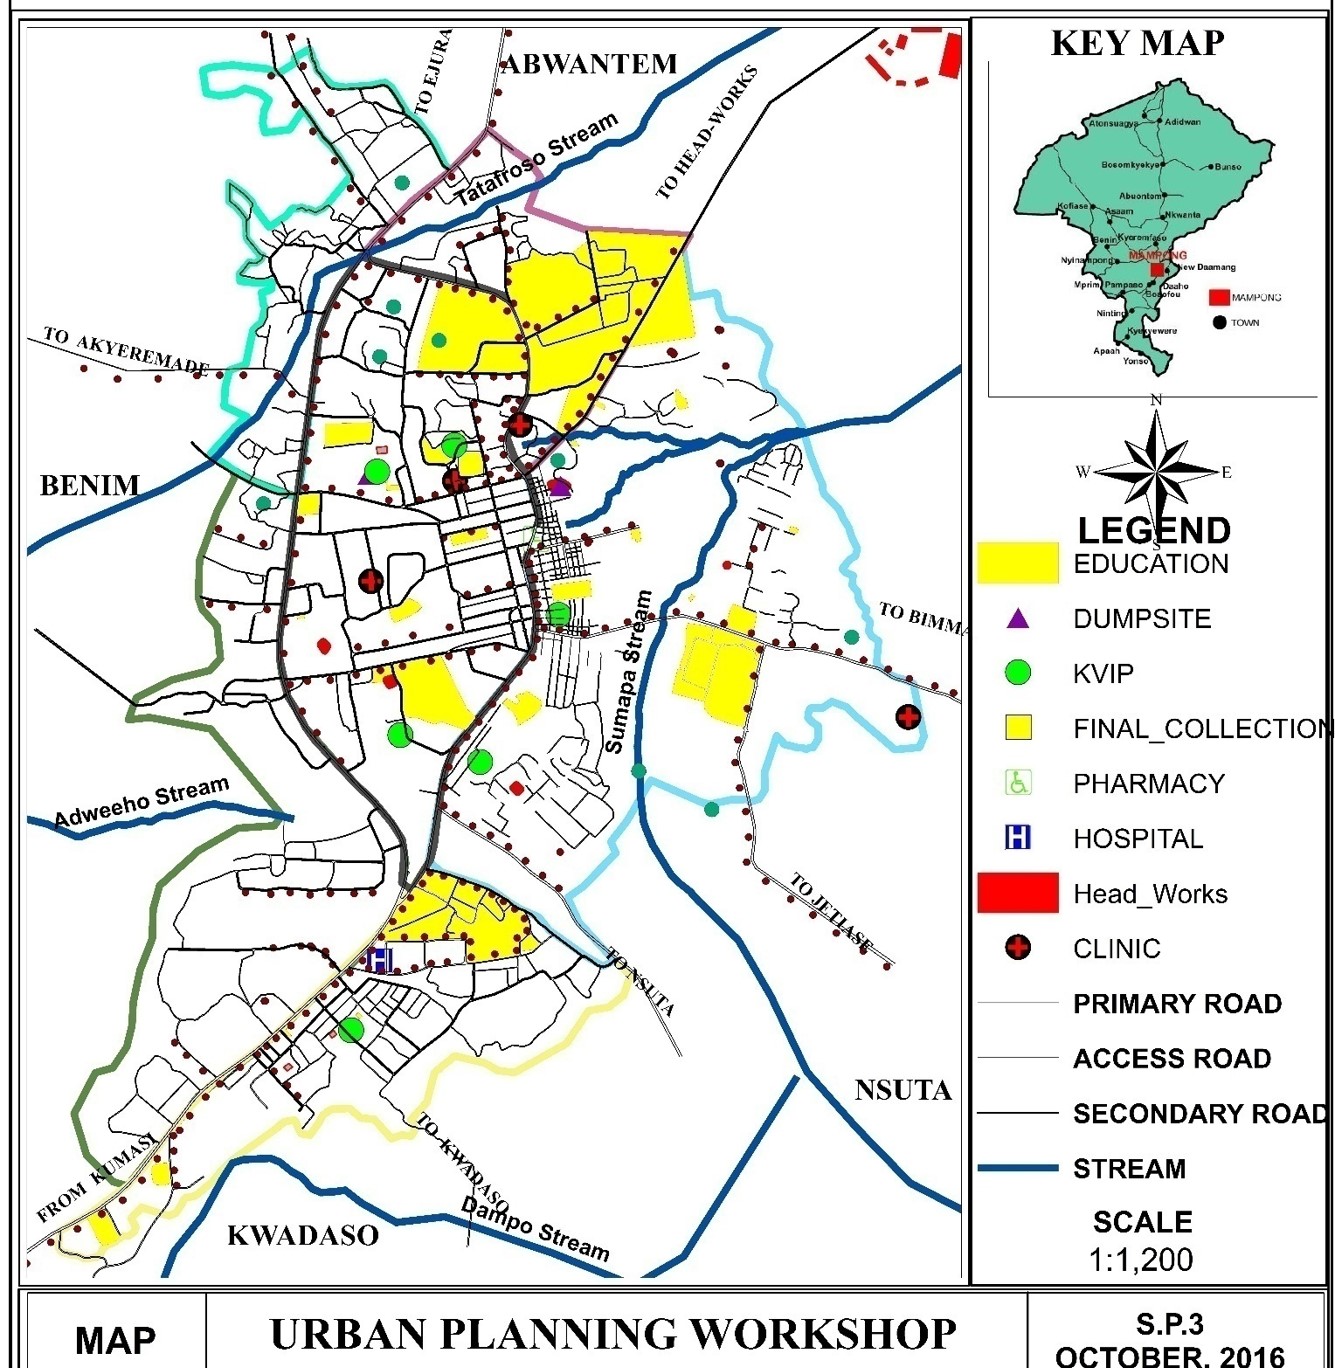 ABWANTEM
TO EJURA
TO HEAD-WORKS
Tatafroso Stream
TO AKYEREMADE
BENIM
TO BIMMA
Sumapa Stream
Adweeho Stream
TO JETIASE
TO NSUTA
NSUTA
FROM KUMASI
TO KWADASO
Dampo Stream
KWADASO
H
KEY MAP
Atonsuagya
Adidwan
Bosomkyekye
Bunso
Abuontem
Kofiase
Asaam
Nkwanta
Benim
Kyeremfaso
MAMPONG
Nyinampong
New Daamang
Mprim
Pampaso
Daaho
Bosofou
Ninting
Kyekyewere
Apaah
Yonso
MAMPONG
TOWN
N
W
E
S
LEGEND
EDUCATION
DUMPSITE
KVIP
FINAL_COLLECTION
PHARMACY
H HOSPITAL
Head_Works
CLINIC
PRIMARY ROAD
ACCESS ROAD
SECONDARY ROAD
STREAM
SCALE
1:1,200
MAP
URBAN PLANNING WORKSHOP
S.P.3
OCTOBER, 2016